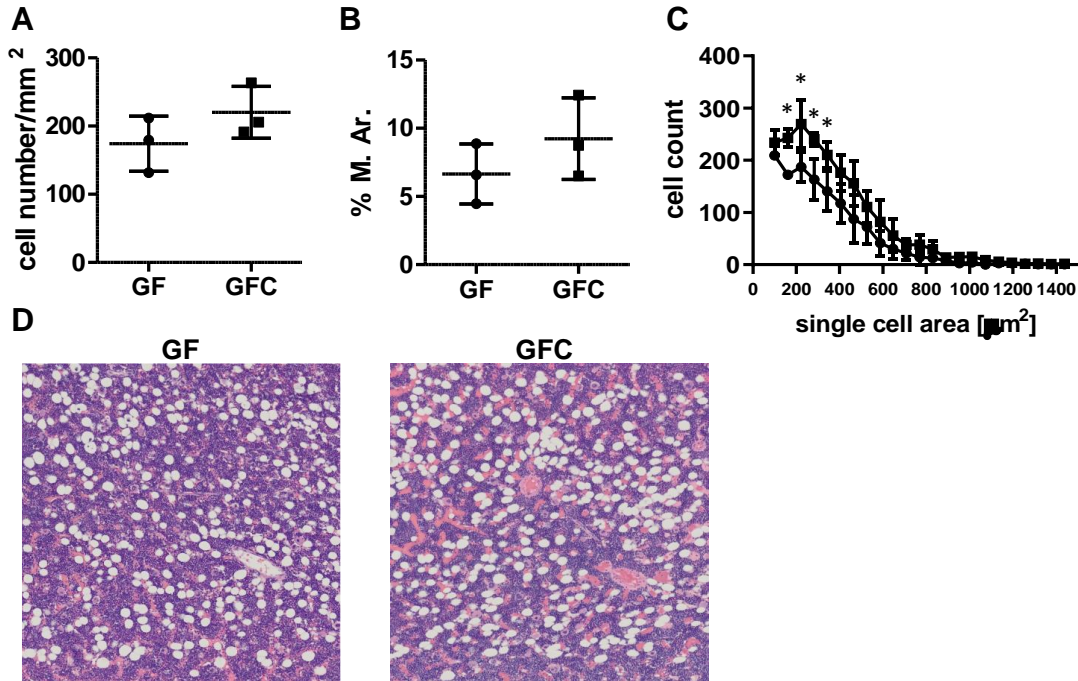 A
cell number/mm 2
300
200
100
0
GF GFC
B
% M. Ar.
15
10
5
0
GF GFC
C
cell count
400
300
200
100
0
* * * *
0 200 400 600 800 1000 1200 1400
single cell area [μm2]
D
GF GFC